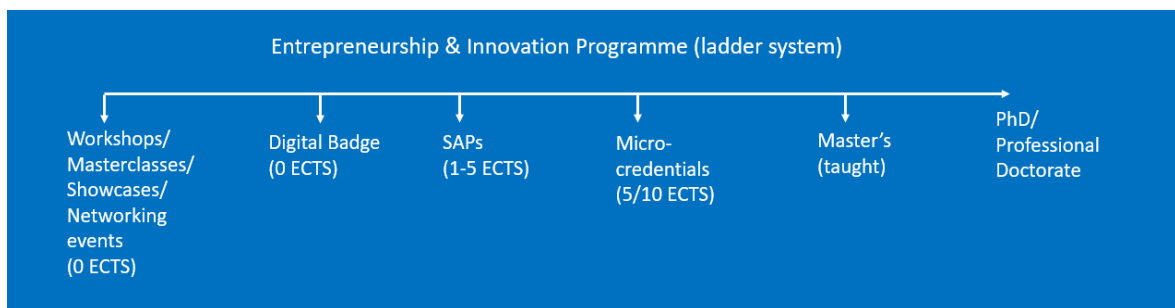 Entrepreneurship & Innovation Programme (ladder system)
Workshops/
Masterclasses/
Showcases/
Networking
events
(0 ECTS)
Digital Badge
(0 ECTS)
SAPs
(1-5 ECTS)
Micro-
credentials
(5/10 ECTS)
Master’s
(taught)
PhD/
Professional
Doctorate